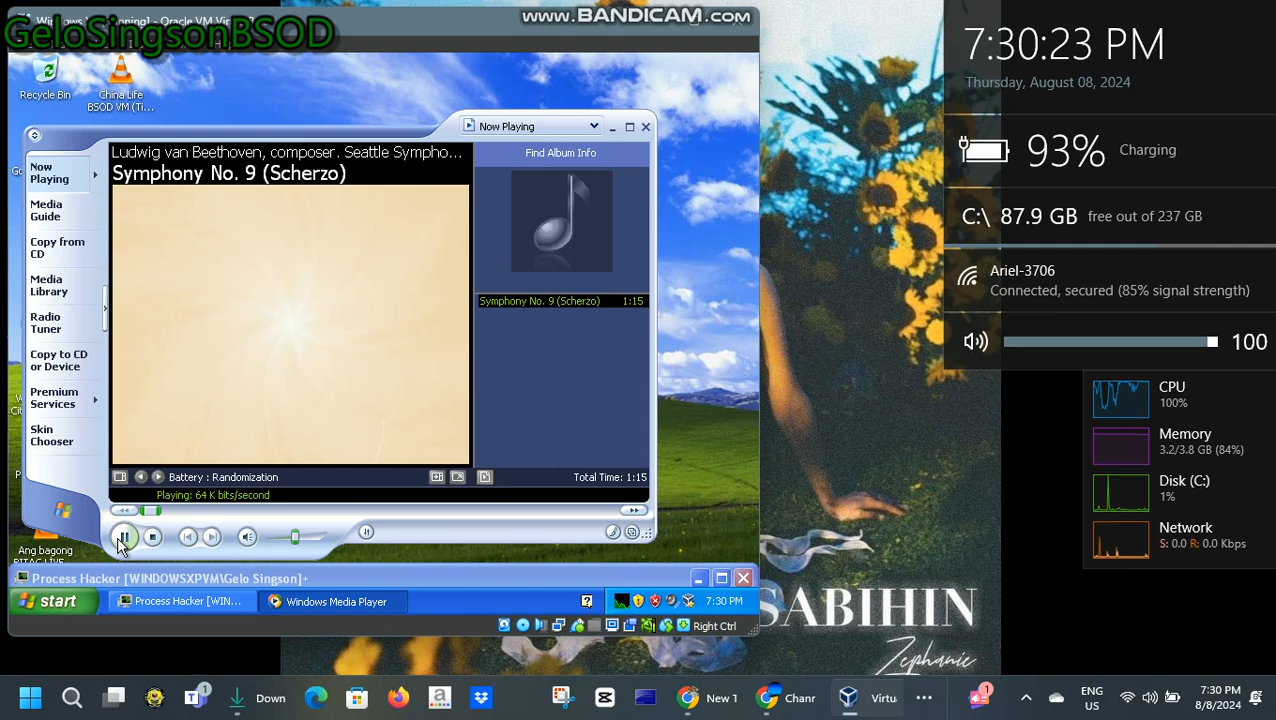 www.BANDICAM.com
GeloSingsonBSOD
Recycle Bin
China Life
BSOD VM (Ti...
Now Playing
Now
Playing
Media
Guide
Copy from
CD
Media
Library
Radio
Tuner
Copy to CD
or Device
Premium
Services
Skin
Chooser
Ludwig van Beethoven, composer. Seattle Sympho...
Symphony No. 9 (Scherzo)
Find Album Info
Symphony No. 9 (Scherzo) 1:15
Battery : Randomization
Total Time: 1:15
Playing: 64 K bits/second
Ang bagong
Process Hacker [WINDOWSXPVM\Gelo Singson]+
start
Process Hacker [WIN...
Windows Media Player
7:30 PM
Right Ctrl
7:30:23 PM
Thursday, August 08, 2024
93% Charging
C:\ 87.9 GB free out of 237 GB
Ariel-3706
Connected, secured (85% signal strength)
100
CPU
100%
Memory
3.2/3.8 GB (84%)
Disk (C:)
1%
Network
S: 0.0 R: 0.0 Kbps
SABIHIN
Zephanie
Down
New T
Chanr
Virtu
ENG
US
7:30 PM
8/8/2024